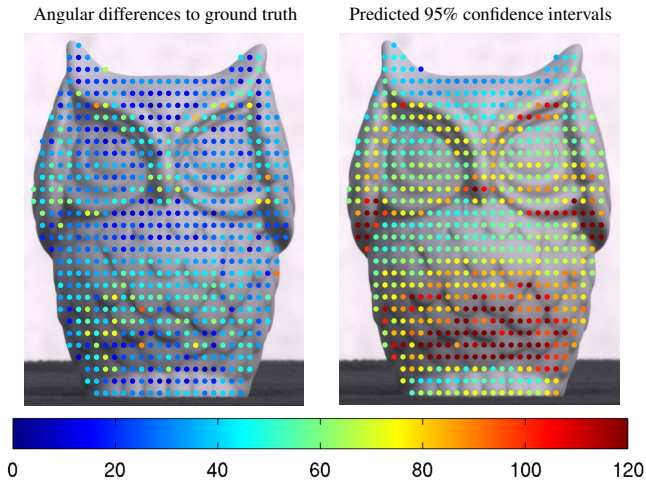 Angular differences to ground truth
Predicted 95% confidence intervals
0 20 40 60 80 100 120